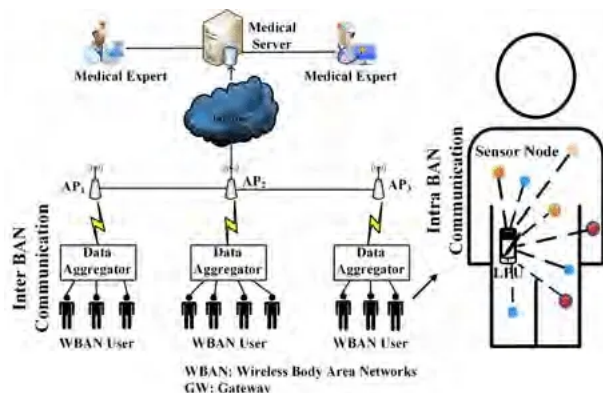 Medical
Server
Medical Expert
Medical Expert
AP1
AP2
AP3
Inter BAN
Communication
Intra BAN
Communication
Sensor Node
LPU
Data
Aggregator
Data
Aggregator
Data
Aggregator
WBAN User
WBAN User
WBAN User
WBAN: Wireless Body Area Networks
GW: Gateway